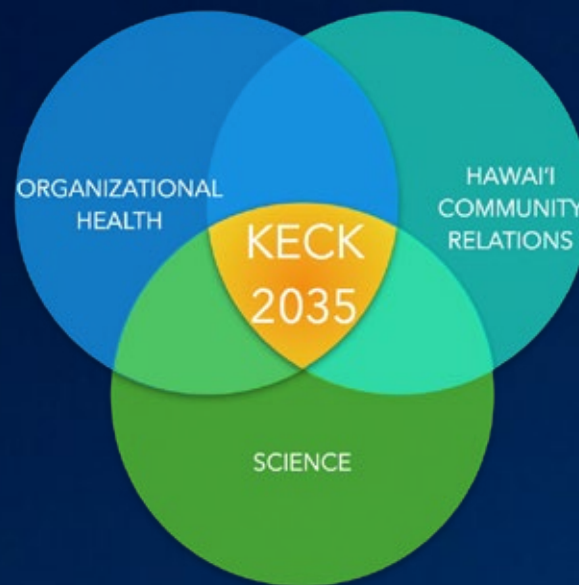 ORGANIZATIONAL
HEALTH
HAWAI‘I
COMMUNITY
RELATIONS
KECK
2035
SCIENCE